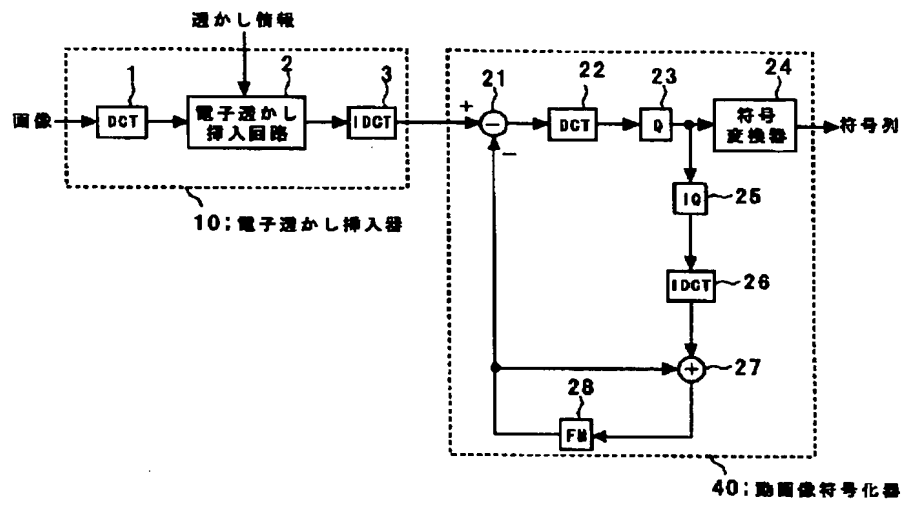 透かし情報
1
2
3
画像
DCT
電子透かし
挿入回路
IDCT
10;電子透かし挿入器
+
−
21
−
22
DCT
23
Q
24
符号
変換器
符号列
IQ
25
IDCT
26
+
27
28
FM
40;動画像符号化器